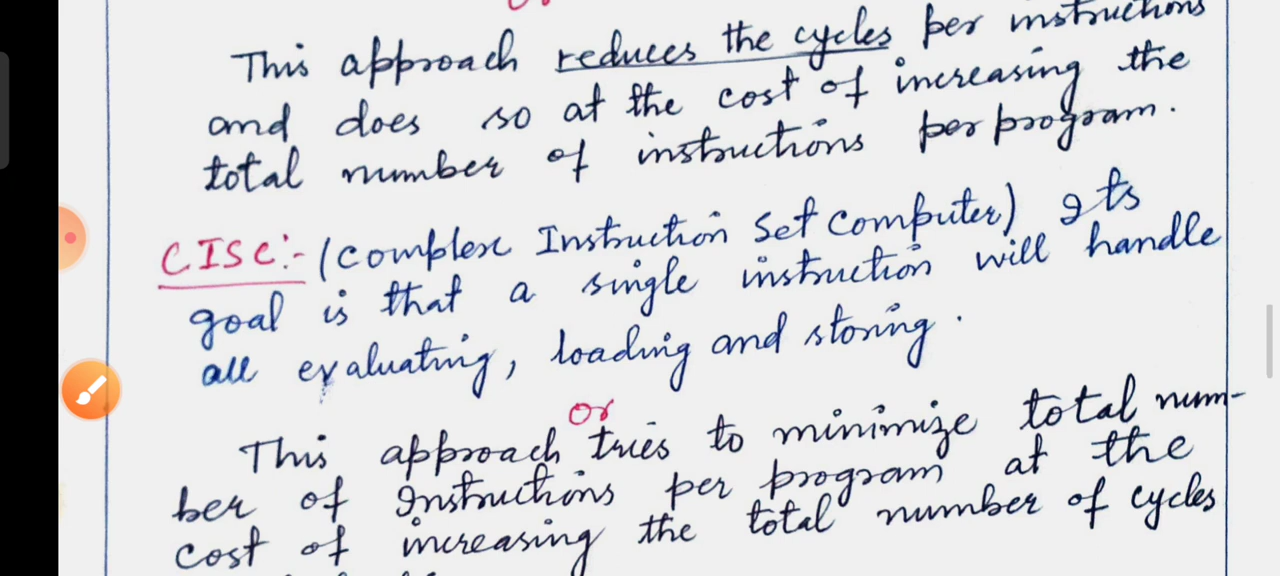 This approach reduces the cycles per instructions
and does so at the cost of increasing the
total number of instructions per program.
CISC:- (Complex Instruction Set Computer) Its
goal is that a single instruction will handle
all evaluating, loading and storing.
or
This approach tries to minimize total num-
ber of Instructions per program at the
cost of increasing the total number of cycles